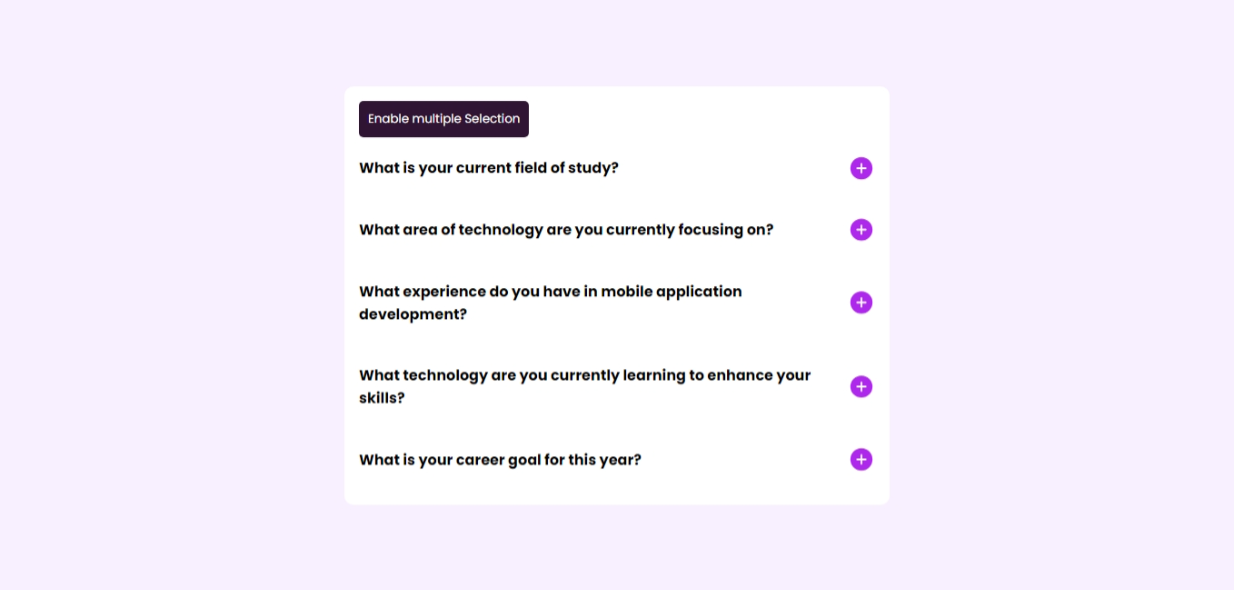 Enable multiple Selection
What is your current field of study?
What area of technology are you currently focusing on?
What experience do you have in mobile application
development?
What technology are you currently learning to enhance your
skills?
What is your career goal for this year?